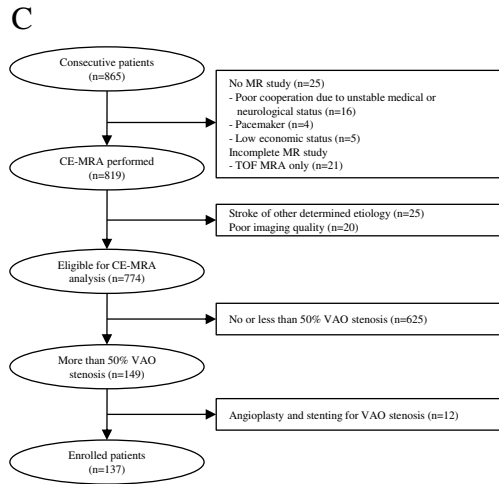 C
Consecutive patients
(n=865)
No MR study (n=25)
- Poor cooperation due to unstable medical or
neurological status (n=16)
- Pacemaker (n=4)
- Low economic status (n=5)
Incomplete MR study
- TOF MRA only (n=21)
CE-MRA performed
(n=819)
Stroke of other determined etiology (n=25)
Poor imaging quality (n=20)
Eligible for CE-MRA
analysis (n=774)
No or less than 50% VAO stenosis (n=625)
More than 50% VAO
stenosis (n=149)
Angioplasty and stenting for VAO stenosis (n=12)
Enrolled patients
(n=137)